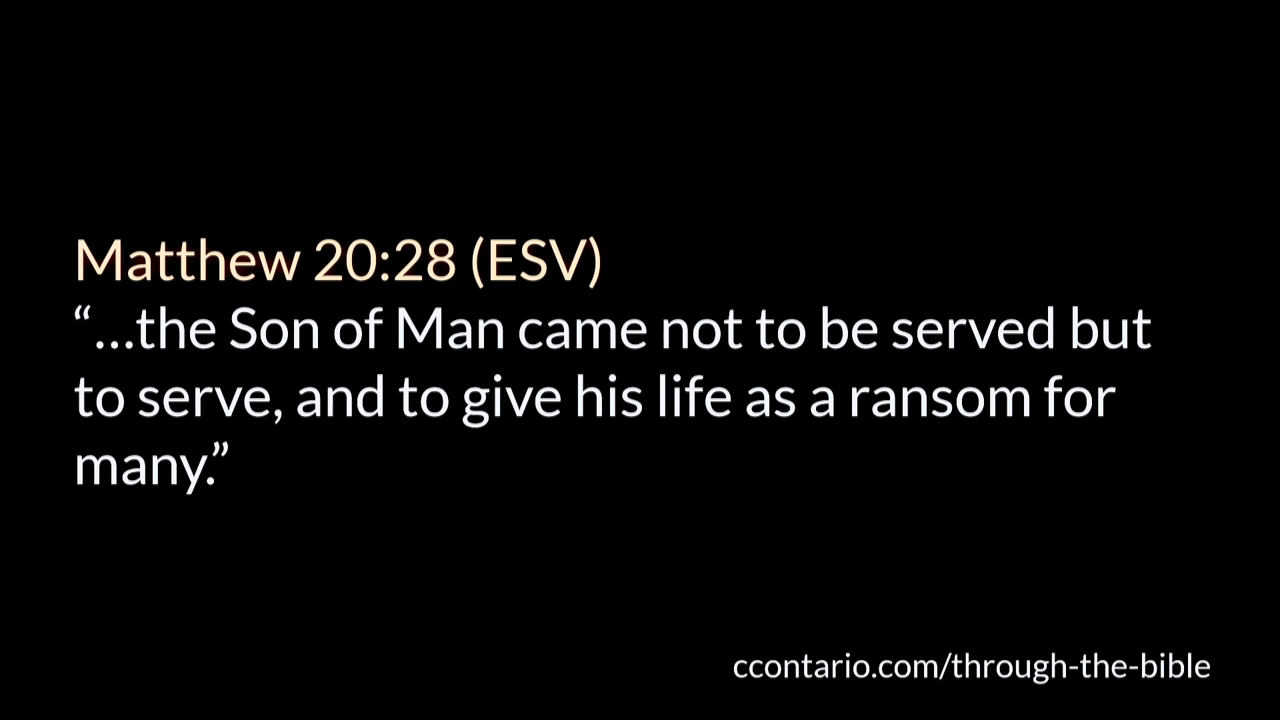 Matthew 20:28 (ESV)
“…the Son of Man came not to be served but
to serve, and to give his life as a ransom for
many.”
ccontario.com/through-the-bible